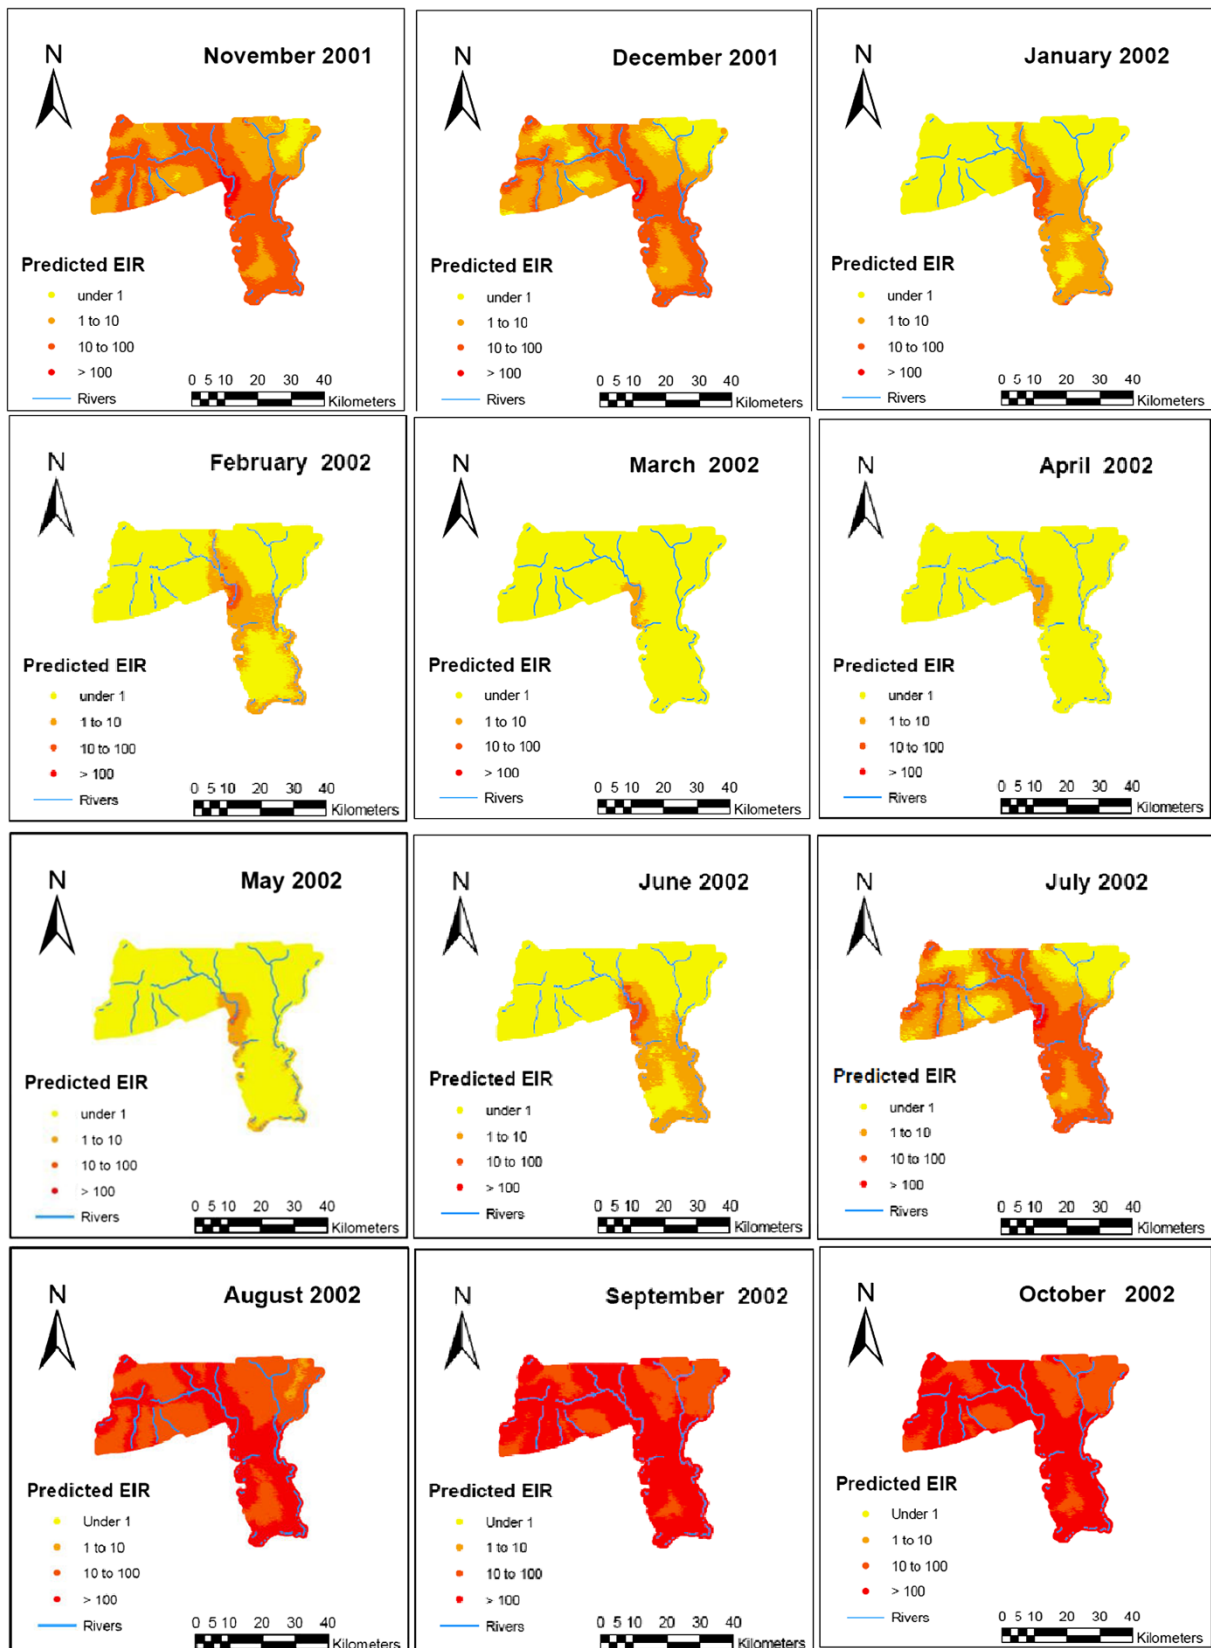 N
November 2001
Predicted EIR
under 1
1 to 10
10 to 100
> 100
Rivers
0 5 10 20 30 40
Kilometers
N
December 2001
Predicted EIR
under 1
1 to 10
10 to 100
> 100
Rivers
0 5 10 20 30 40
Kilometers
N
January 2002
Predicted EIR
under 1
1 to 10
10 to 100
> 100
Rivers
0 5 10 20 30 40
Kilometers
N
February 2002
Predicted EIR
under 1
1 to 10
10 to 100
> 100
Rivers
0 5 10 20 30 40
Kilometers
N
March 2002
Predicted EIR
under 1
1 to 10
10 to 100
> 100
Rivers
0 5 10 20 30 40
Kilometers
N
April 2002
Predicted EIR
under 1
1 to 10
10 to 100
> 100
Rivers
0 5 10 20 30 40
Kilometers
N
May 2002
Predicted EIR
under 1
1 to 10
10 to 100
> 100
Rivers
0 5 10 20 30 40
Kilometers
N
June 2002
Predicted EIR
under 1
1 to 10
10 to 100
> 100
Rivers
0 5 10 20 30 40
Kilometers
N
July 2002
Predicted EIR
under 1
1 to 10
10 to 100
> 100
Rivers
0 5 10 20 30 40
Kilometers
N
August 2002
Predicted EIR
Under 1
1 to 10
10 to 100
> 100
Rivers
0 5 10 20 30 40
Kilometers
N
September 2002
Predicted EIR
Under 1
1 to 10
10 to 100
> 100
Rivers
0 5 10 20 30 40
Kilometers
N
October 2002
Predicted EIR
Under 1
1 to 10
10 to 100
> 100
Rivers
0 5 10 20 30 40
Kilometers